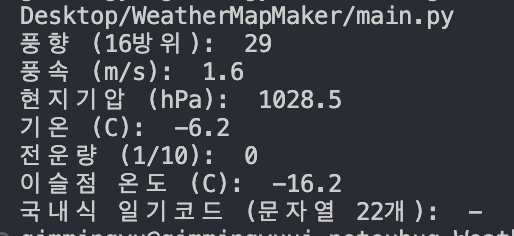 Desktop/WeatherMapMaker/main.py
풍향 (16방위): 29
풍속 (m/s): 1.6
현지기압 (hPa): 1028.5
기온 (C): -6.2
전운량 (1/10): 0
이슬점 온도 (C): -16.2
국내식 일기코드 (문자열 22개): -